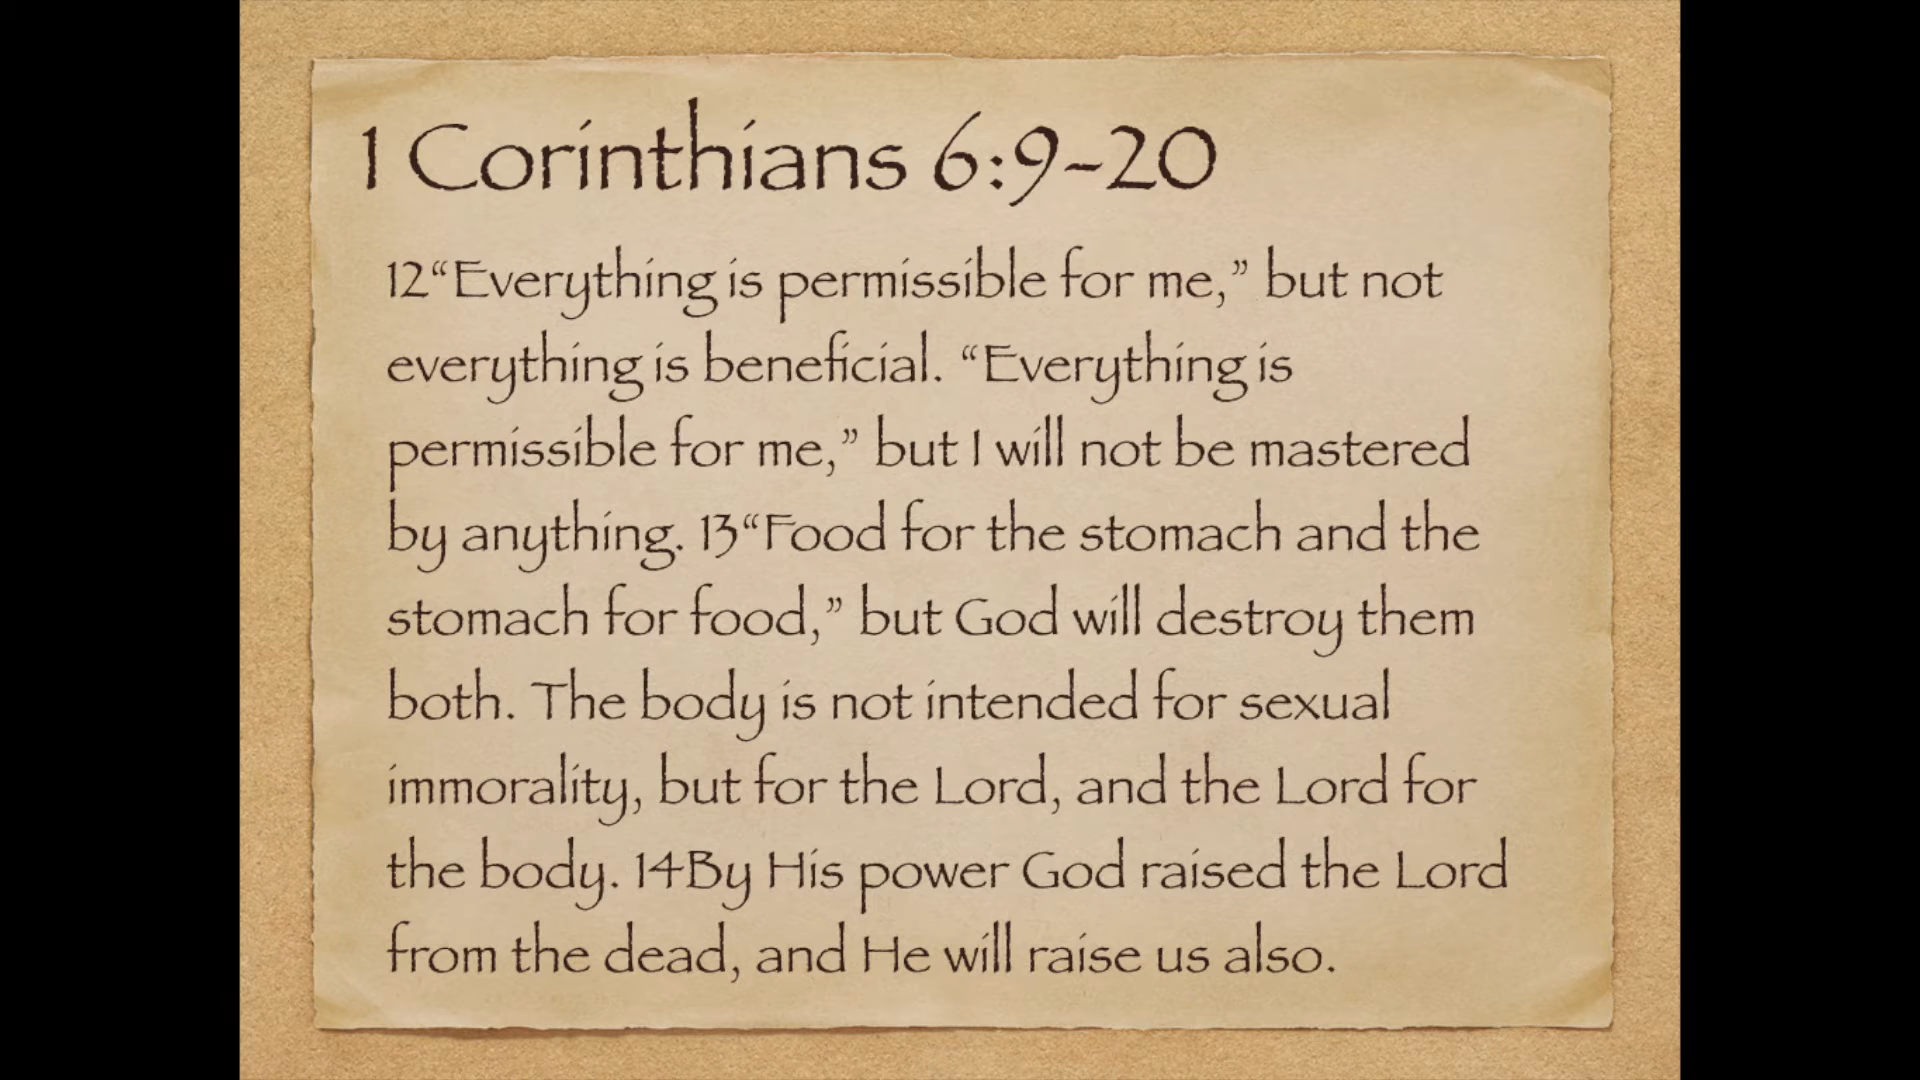 1 Corinthians 6:9-20
12“Everything is permissible for me,” but not
everything is beneficial. “Everything is
permissible for me,” but I will not be mastered
by anything. 13“Food for the stomach and the
stomach for food,” but God will destroy them
both. The body is not intended for sexual
immorality, but for the Lord, and the Lord for
the body. 14By His power God raised the Lord
from the dead, and He will raise us also.